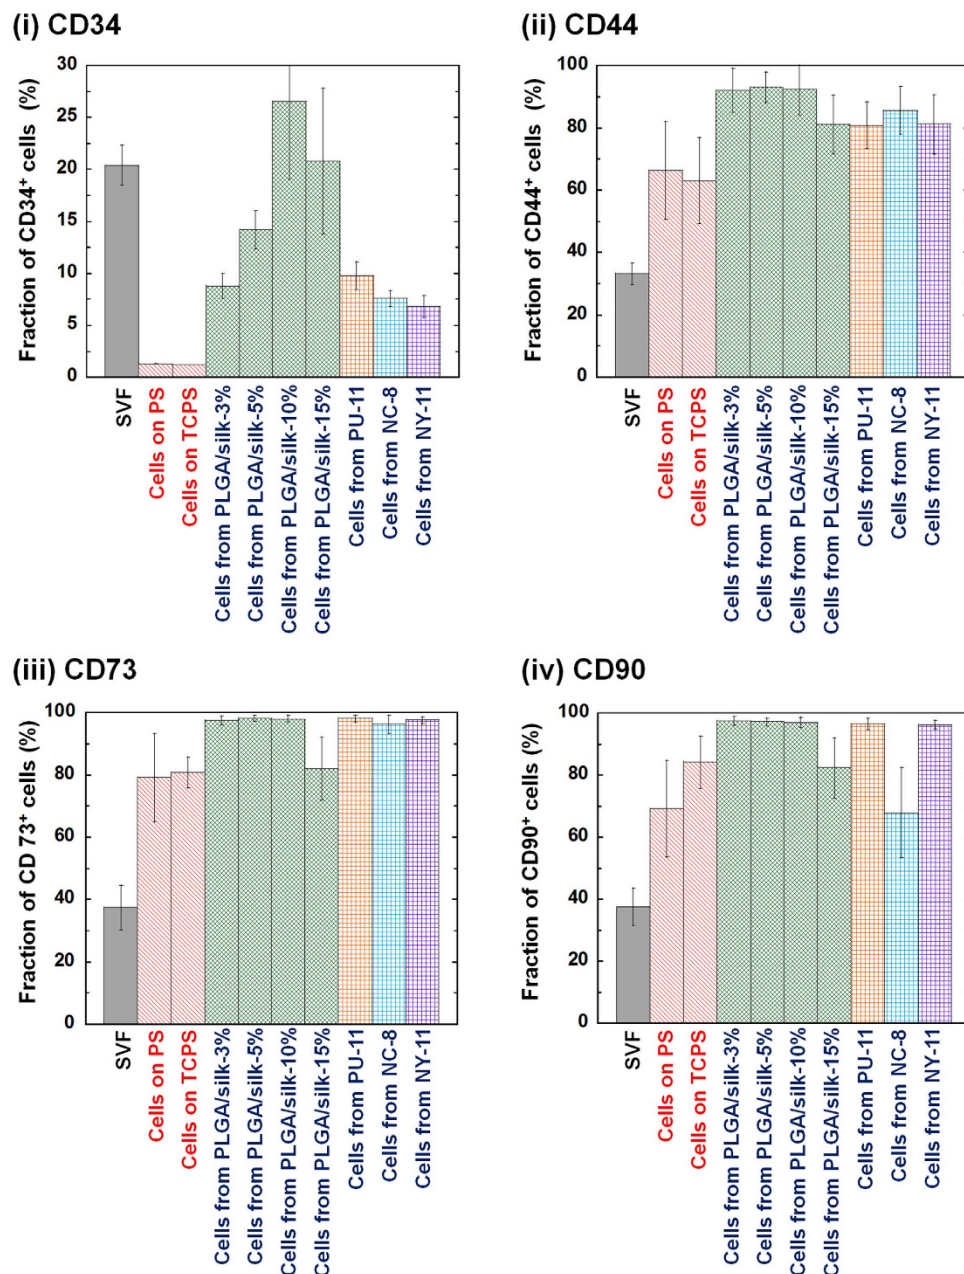 (i) CD34
Fraction of CD34+ cells (%)
30
25
20
15
10
5
0
SVF
Cells on PS
Cells on TCPS
Cells from PLGA/silk-3%
Cells from PLGA/silk-5%
Cells from PLGA/silk-10%
Cells from PLGA/silk-15%
Cells from PU-11
Cells from NC-8
Cells from NY-11
(ii) CD44
Fraction of CD44+ cells (%)
100
80
60
40
20
0
SVF
Cells on PS
Cells on TCPS
Cells from PLGA/silk-3%
Cells from PLGA/silk-5%
Cells from PLGA/silk-10%
Cells from PLGA/silk-15%
Cells from PU-11
Cells from NC-8
Cells from NY-11
(iii) CD73
Fraction of CD 73+ cells (%)
100
80
60
40
20
0
SVF
Cells on PS
Cells on TCPS
Cells from PLGA/silk-3%
Cells from PLGA/silk-5%
Cells from PLGA/silk-10%
Cells from PLGA/silk-15%
Cells from PU-11
Cells from NC-8
Cells from NY-11
(iv) CD90
Fraction of CD90+ cells (%)
100
80
60
40
20
0
SVF
Cells on PS
Cells on TCPS
Cells from PLGA/silk-3%
Cells from PLGA/silk-5%
Cells from PLGA/silk-10%
Cells from PLGA/silk-15%
Cells from PU-11
Cells from NC-8
Cells from NY-11